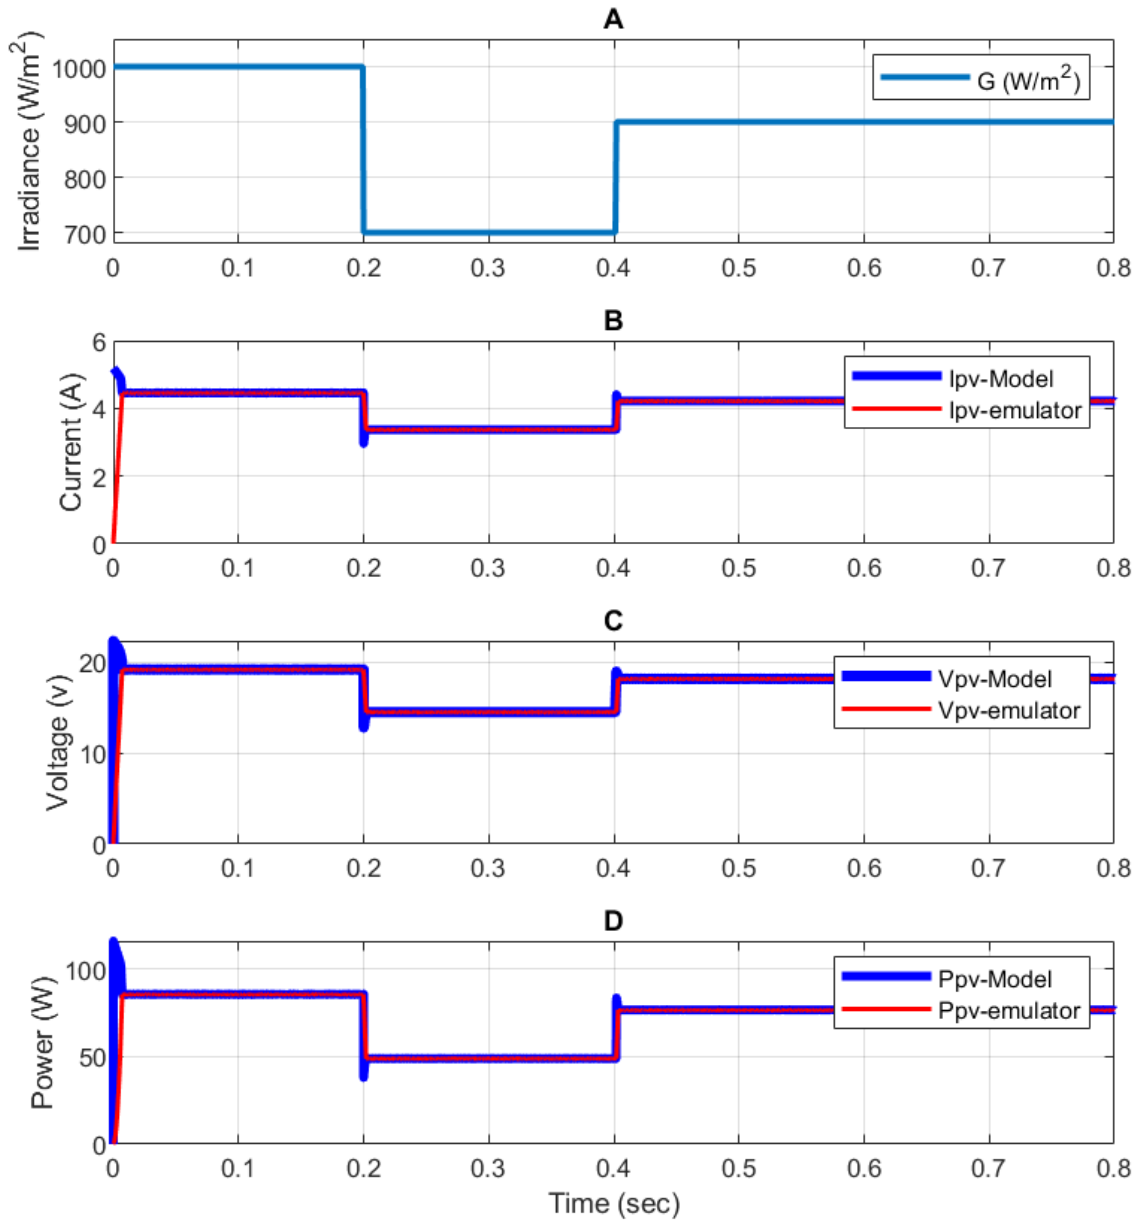 A
Irradiance (W/m²)
1000
900
800
700
G (W/m²)
0 0.1 0.2 0.3 0.4 0.5 0.6 0.7 0.8
B
Current (A)
6
4
2
0
Ipv-Model
Ipv-emulator
0 0.1 0.2 0.3 0.4 0.5 0.6 0.7 0.8
C
Voltage (v)
20
10
0
Vpv-Model
Vpv-emulator
0 0.1 0.2 0.3 0.4 0.5 0.6 0.7 0.8
D
Power (W)
100
50
0
Ppv-Model
Ppv-emulator
0 0.1 0.2 0.3 0.4 0.5 0.6 0.7 0.8
Time (sec)